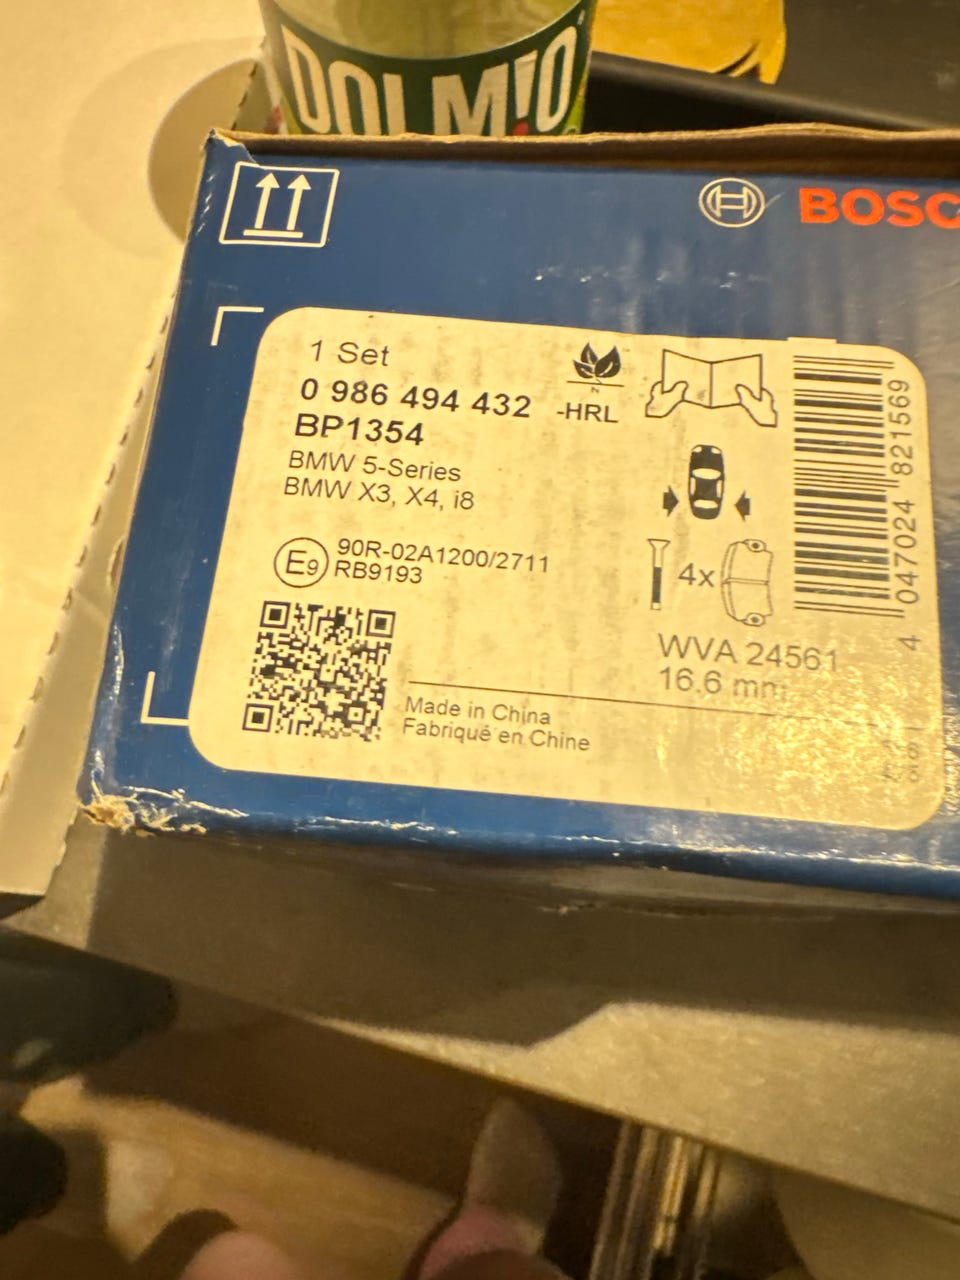 DOLMIO
BOSC
1 Set
0 986 494 432 -HRL
N
BP1354
BMW 5-Series
BMW X3, X4, i8
E9 90R-02A1200/2711
RB9193
4x
WVA 24561
16.6 mm
Made in China
Fabriqué en Chine
4 047024 821569